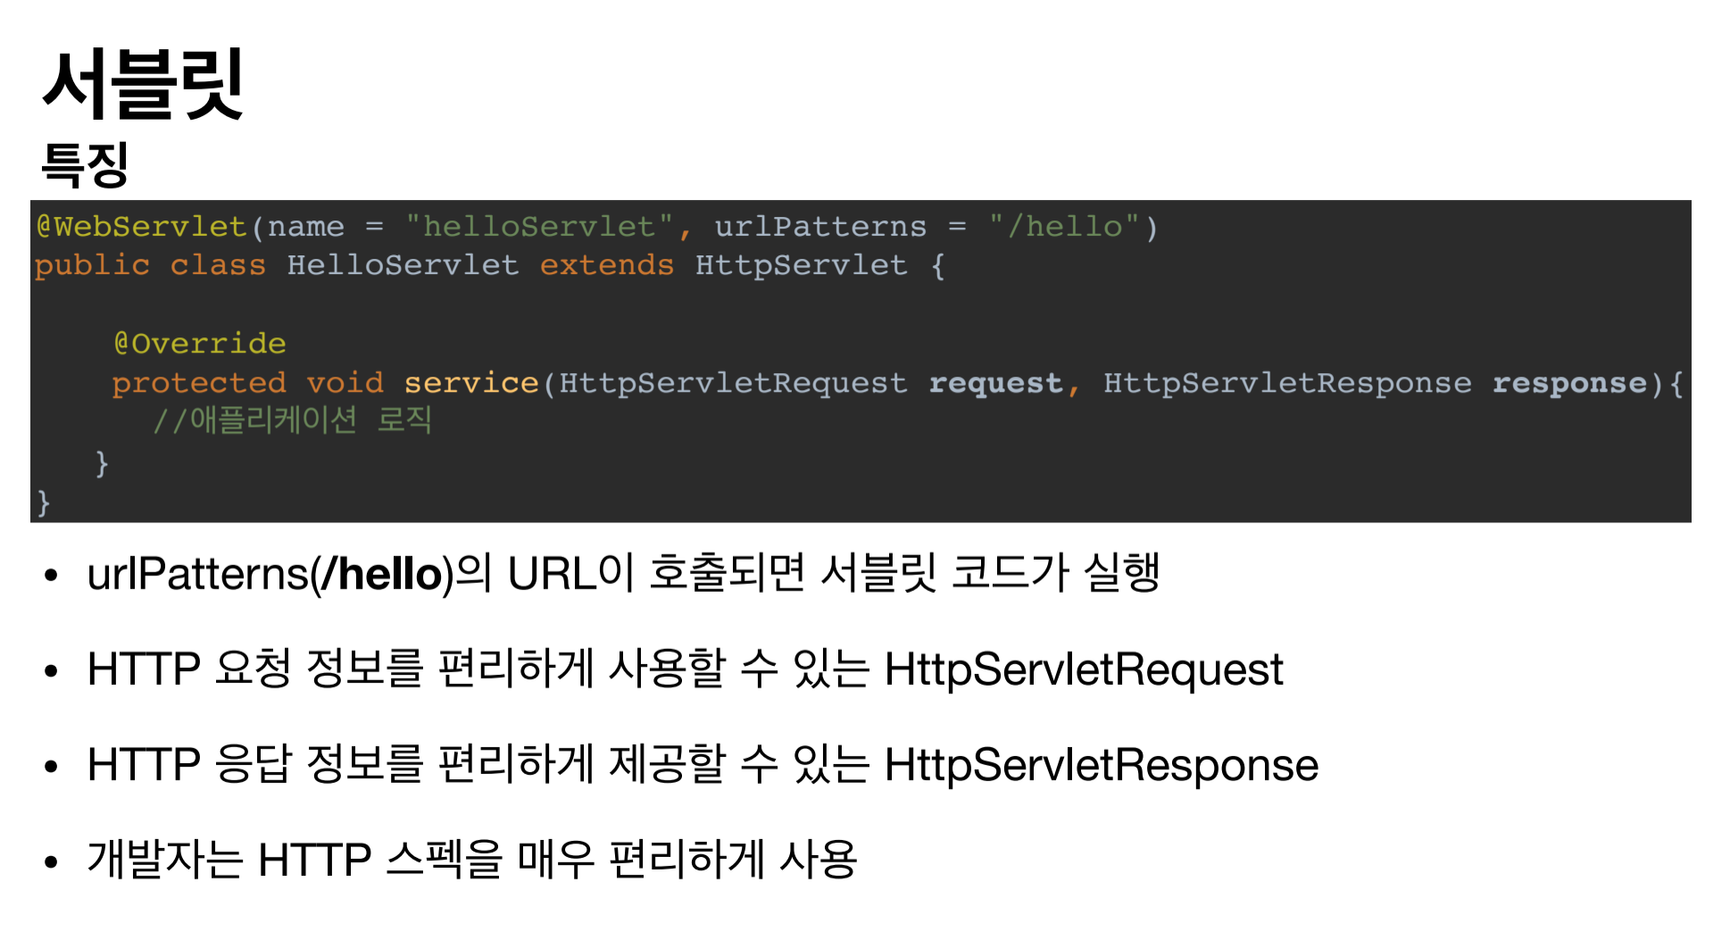 서블릿
특징
@WebServlet(name = "helloServlet", urlPatterns = "/hello")
public class HelloServlet extends HttpServlet {
@Override
protected void service(HttpServletRequest request, HttpServletResponse response){
//애플리케이션 로직
}
}
• urlPatterns(/hello)의 URL이 호출되면 서블릿 코드가 실행
• HTTP 요청 정보를 편리하게 사용할 수 있는 HttpServletRequest
• HTTP 응답 정보를 편리하게 제공할 수 있는 HttpServletResponse
• 개발자는 HTTP 스펙을 매우 편리하게 사용